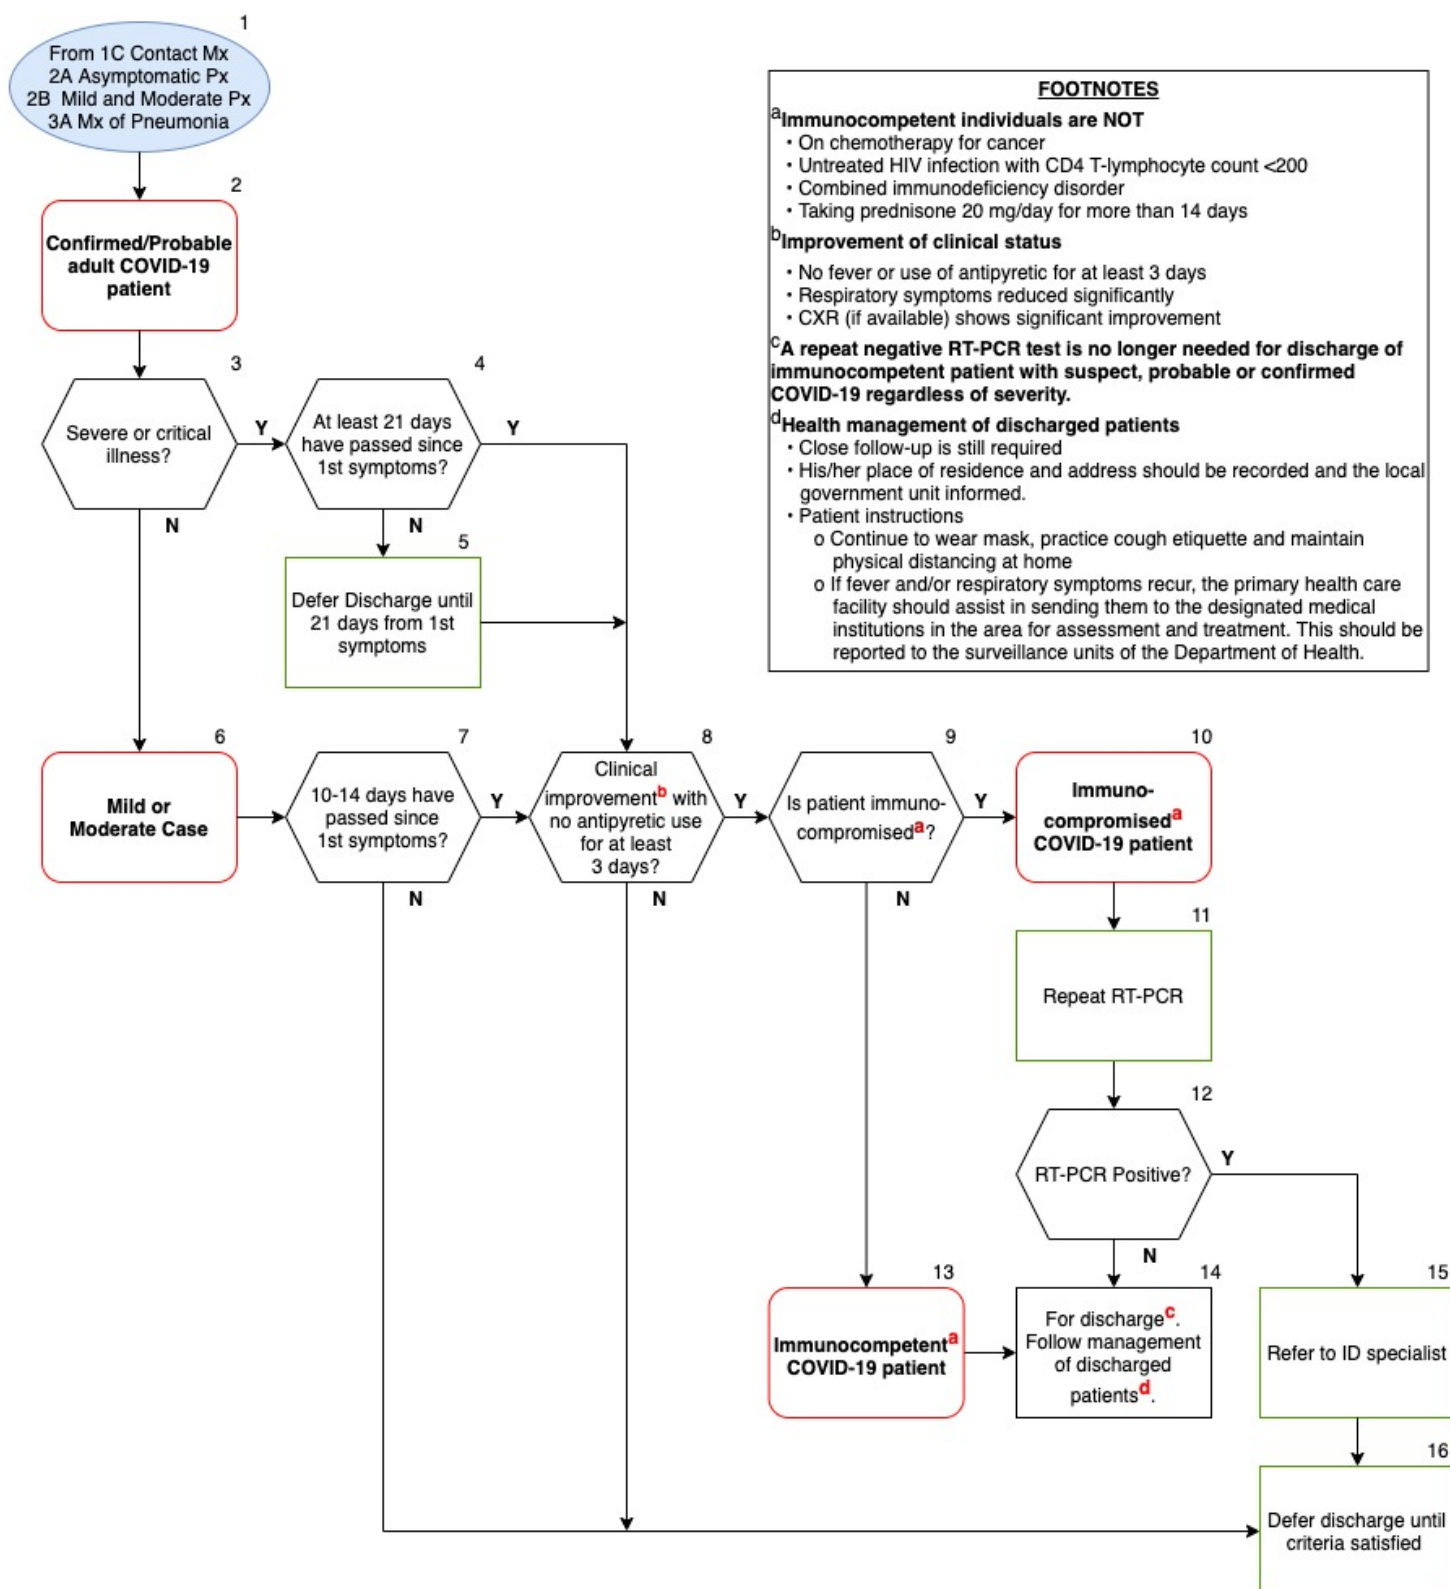 1
From 1C Contact Mx
2A Asymptomatic Px
2B Mild and Moderate Px
3A Mx of Pneumonia
2
Confirmed/Probable
adult COVID-19
patient
3
Severe or critical
illness?
Y
N
4
At least 21 days
have passed since
1st symptoms?
Y
N
5
Defer Discharge until
21 days from 1st
symptoms
FOOTNOTES
aImmunocompetent individuals are NOT
• On chemotherapy for cancer
• Untreated HIV infection with CD4 T-lymphocyte count <200
• Combined immunodeficiency disorder
• Taking prednisone 20 mg/day for more than 14 days
bImprovement of clinical status
• No fever or use of antipyretic for at least 3 days
• Respiratory symptoms reduced significantly
• CXR (if available) shows significant improvement
cA repeat negative RT-PCR test is no longer needed for discharge of
immunocompetent patient with suspect, probable or confirmed
COVID-19 regardless of severity.
dHealth management of discharged patients
• Close follow-up is still required
• His/her place of residence and address should be recorded and the local
government unit informed.
• Patient instructions
o Continue to wear mask, practice cough etiquette and maintain
physical distancing at home
o If fever and/or respiratory symptoms recur, the primary health care
facility should assist in sending them to the designated medical
institutions in the area for assessment and treatment. This should be
reported to the surveillance units of the Department of Health.
6
Mild or
Moderate Case
7
10-14 days have
passed since
1st symptoms?
Y
N
8
Clinical
improvementb with
no antipyretic use
for at least
3 days?
Y
N
9
Is patient immuno-
compromiseda?
Y
N
10
Immuno-
compromiseda
COVID-19 patient
11
Repeat RT-PCR
12
RT-PCR Positive?
Y
N
13
Immunocompetenta
COVID-19 patient
14
For dischargec.
Follow management
of discharged
patientsd.
15
Refer to ID specialist
16
Defer discharge until
criteria satisfied